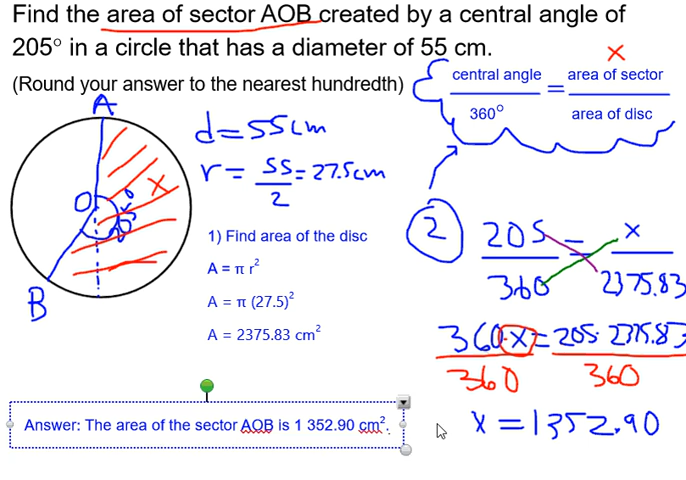 Find the area of sector AOB created by a central angle of
205° in a circle that has a diameter of 55 cm.
(Round your answer to the nearest hundredth)
x
central angle
360°
=
area of sector
area of disc
A
O
B
x
205°
d=55cm
r= 55/2 = 27.5cm
1) Find area of the disc
A = π r²
A = π (27.5)²
A = 2375.83 cm²
2
205/360 = x/2375.83
360·x = 205·2375.83
360 360
x = 1352.90
Answer: The area of the sector AOB is 1 352.90 cm².